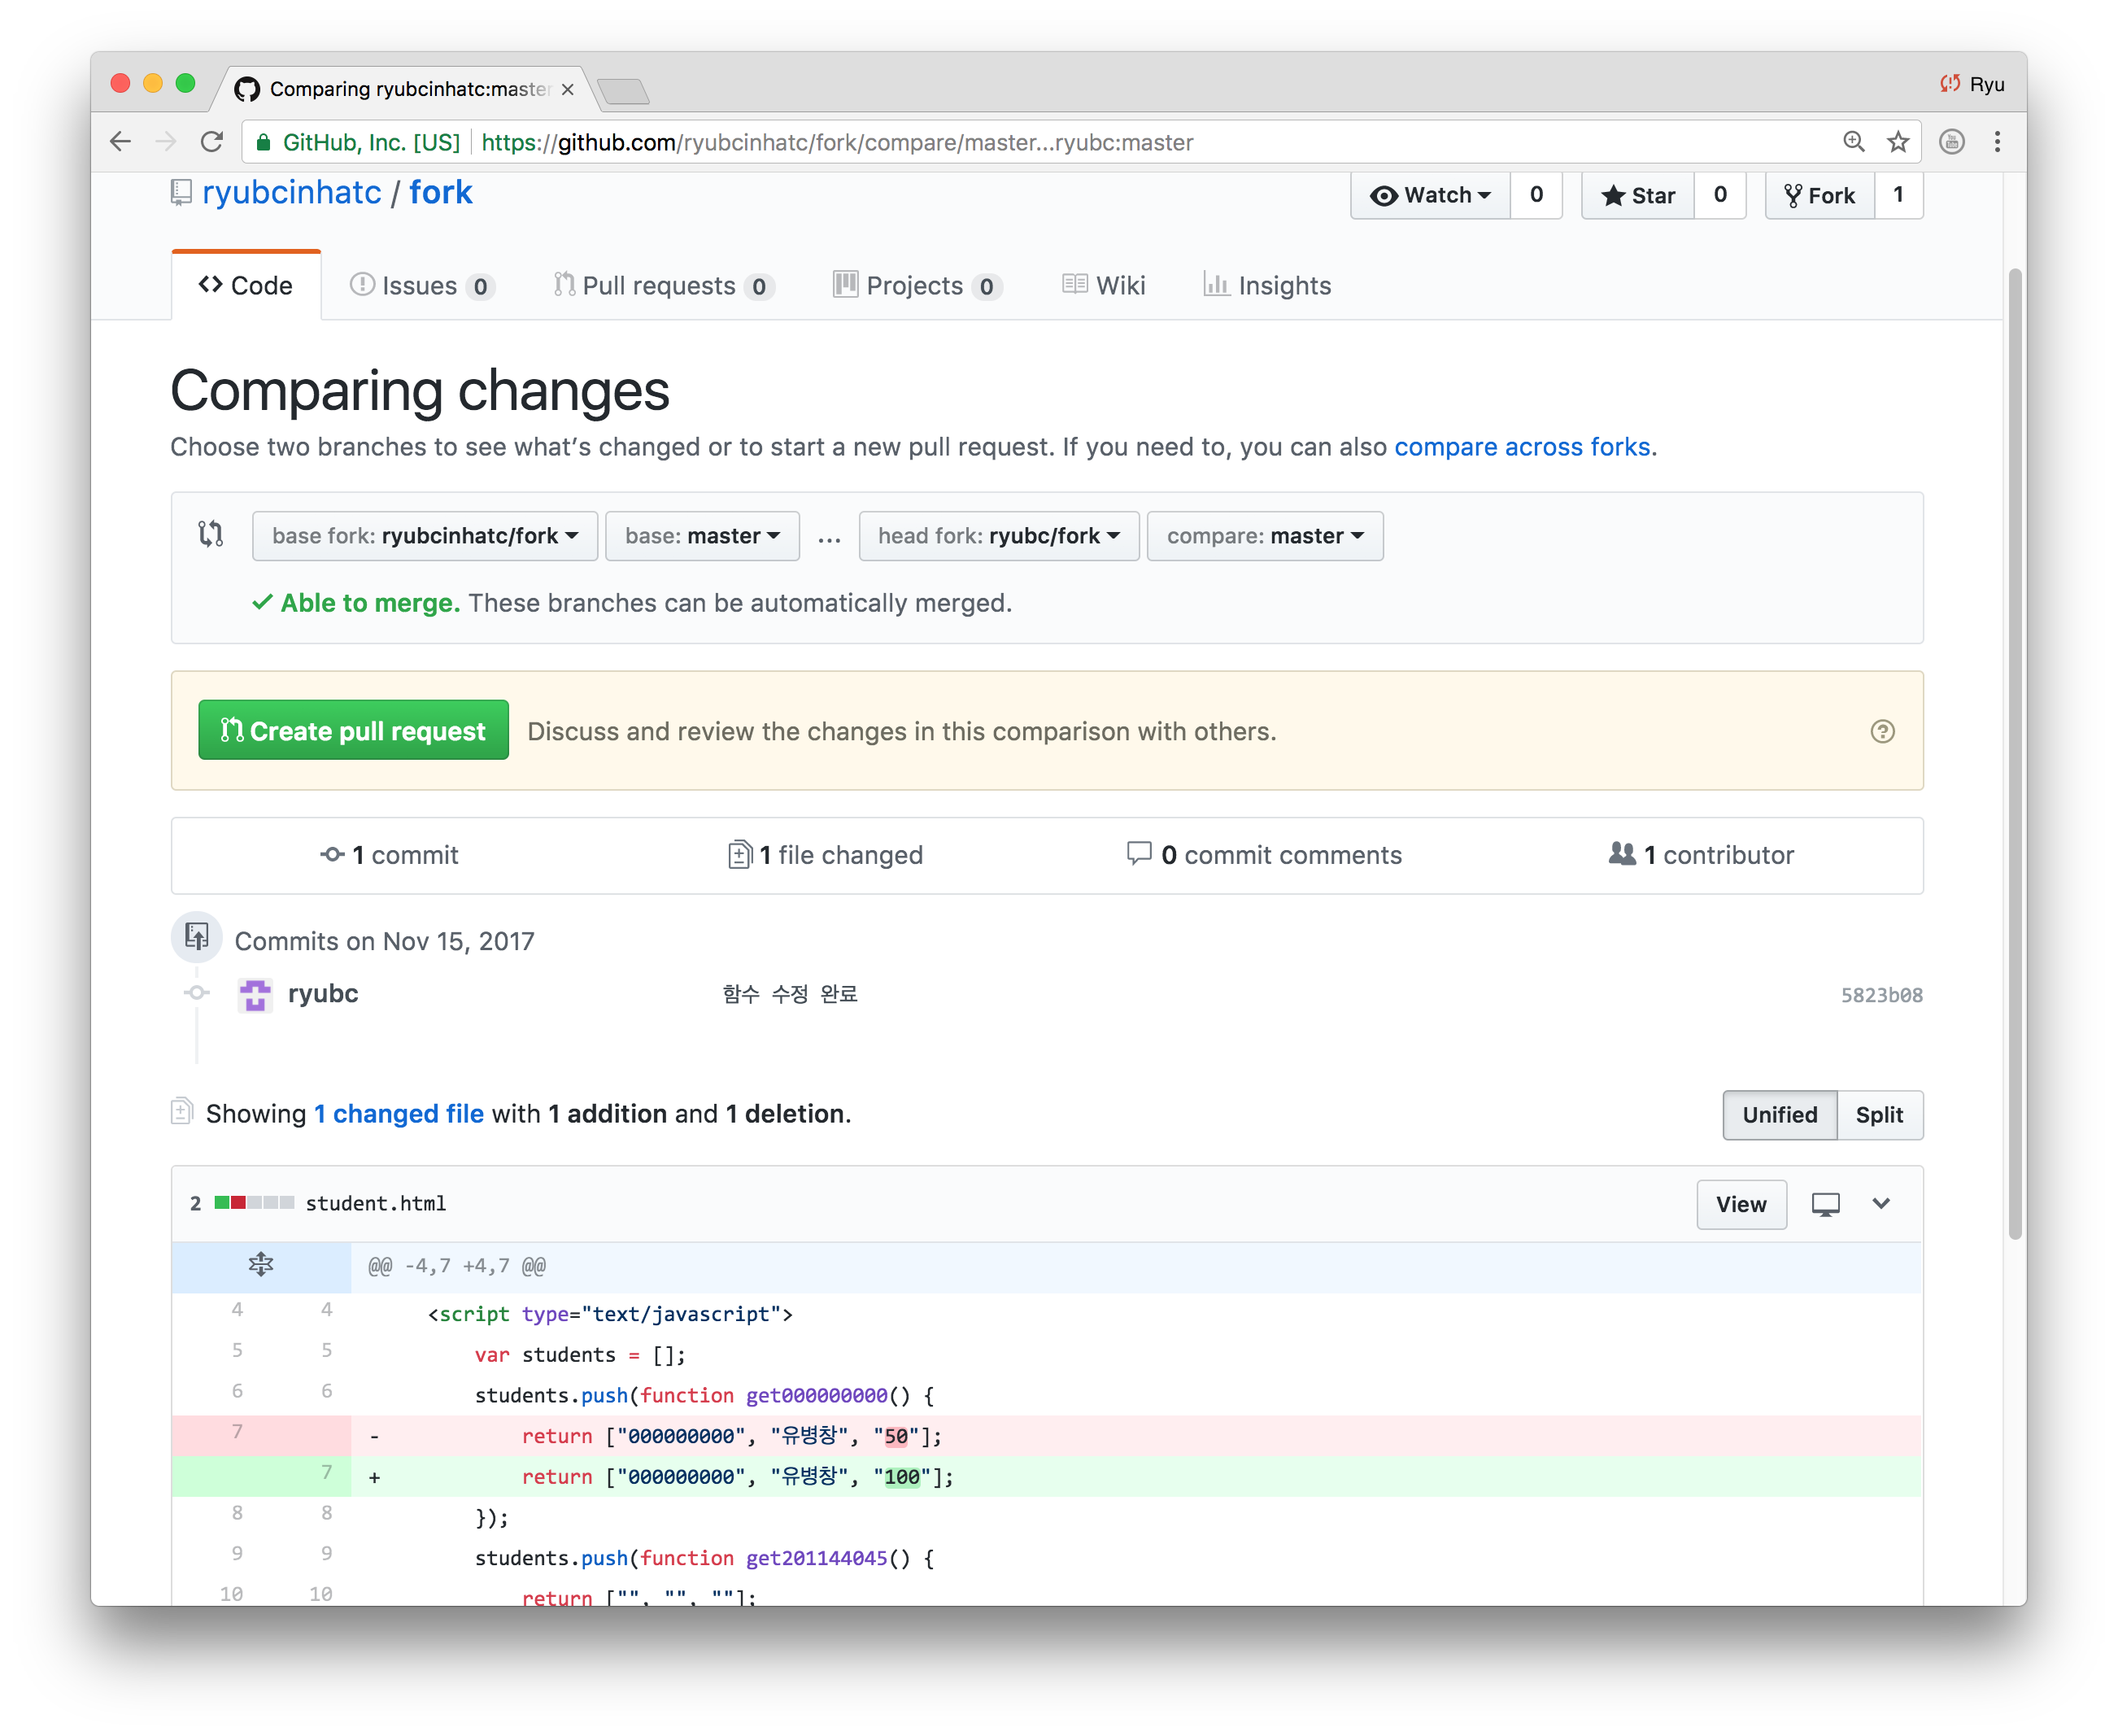 Comparing ryubcinhatc:master
Ryu
GitHub, Inc. [US] https://github.com/ryubcinhatc/fork/compare/master...ryubc:master
ryubcinhatc / fork
Watch 0 Star 0 Fork 1
Code Issues 0 Pull requests 0 Projects 0 Wiki Insights
Comparing changes
Choose two branches to see what's changed or to start a new pull request. If you need to, you can also compare across forks.
base fork: ryubcinhatc/fork base: master ... head fork: ryubc/fork compare: master
Able to merge. These branches can be automatically merged.
Create pull request Discuss and review the changes in this comparison with others.
1 commit 1 file changed 0 commit comments 1 contributor
Commits on Nov 15, 2017
ryubc 함수 수정 완료 5823b08
Showing 1 changed file with 1 addition and 1 deletion. Unified Split
2 student.html View
@@ -4,7 +4,7 @@
4 4 <script type="text/javascript">
5 5 var students = [];
6 6 students.push(function get000000000() {
7 - return ["000000000", "유병창", "50"];
7 + return ["000000000", "유병창", "100"];
8 8 });
9 9 students.push(function get201144045() {
10 10 return ["", "", ""];